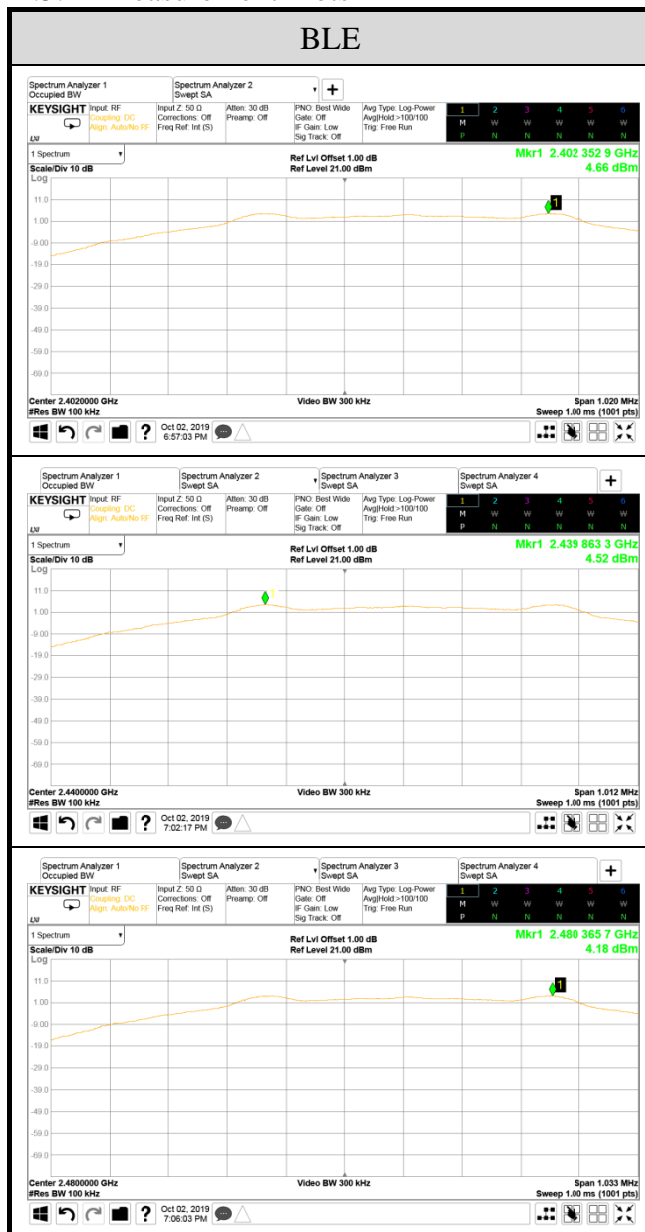 BLE
Spectrum Analyzer 1
Occupied BW
Spectrum Analyzer 2
Swept SA
+
KEYSIGHT
LXI
Input: RF
Coupling: DC
Align: Auto/No RF
Input Z: 50 Ω
Corrections: Off
Freq Ref: Int (S)
Atten: 30 dB
Preamp: Off
PNO: Best Wide
Gate: Off
IF Gain: Low
Sig Track: Off
Avg Type: Log-Power
Avg|Hold:>100/100
Trig: Free Run
1 2 3 4 5 6
M W W W W W
P N N N N N
1 Spectrum
Scale/Div 10 dB
Ref Lvl Offset 1.00 dB
Ref Level 21.00 dBm
Mkr1 2.402 352 9 GHz
4.66 dBm
Log
11.0
1.00
-9.00
-19.0
-29.0
-39.0
-49.0
-59.0
-69.0
1
Center 2.4020000 GHz
#Res BW 100 kHz
Video BW 300 kHz
Span 1.020 MHz
Sweep 1.00 ms (1001 pts)
?
Oct 02, 2019
6:57:03 PM
Spectrum Analyzer 1
Occupied BW
Spectrum Analyzer 2
Swept SA
Spectrum Analyzer 3
Swept SA
Spectrum Analyzer 4
Swept SA
+
KEYSIGHT
LXI
Input: RF
Coupling: DC
Align: Auto/No RF
Input Z: 50 Ω
Corrections: Off
Freq Ref: Int (S)
Atten: 30 dB
Preamp: Off
PNO: Best Wide
Gate: Off
IF Gain: Low
Sig Track: Off
Avg Type: Log-Power
Avg|Hold:>100/100
Trig: Free Run
1 2 3 4 5 6
M W W W W W
P N N N N N
1 Spectrum
Scale/Div 10 dB
Ref Lvl Offset 1.00 dB
Ref Level 21.00 dBm
Mkr1 2.439 863 3 GHz
4.52 dBm
Log
11.0
1.00
-9.00
-19.0
-29.0
-39.0
-49.0
-59.0
-69.0
1
Center 2.4400000 GHz
#Res BW 100 kHz
Video BW 300 kHz
Span 1.012 MHz
Sweep 1.00 ms (1001 pts)
?
Oct 02, 2019
7:02:17 PM
Spectrum Analyzer 1
Occupied BW
Spectrum Analyzer 2
Swept SA
Spectrum Analyzer 3
Swept SA
Spectrum Analyzer 4
Swept SA
+
KEYSIGHT
LXI
Input: RF
Coupling: DC
Align: Auto/No RF
Input Z: 50 Ω
Corrections: Off
Freq Ref: Int (S)
Atten: 30 dB
Preamp: Off
PNO: Best Wide
Gate: Off
IF Gain: Low
Sig Track: Off
Avg Type: Log-Power
Avg|Hold:>100/100
Trig: Free Run
1 2 3 4 5 6
M W W W W W
P N N N N N
1 Spectrum
Scale/Div 10 dB
Ref Lvl Offset 1.00 dB
Ref Level 21.00 dBm
Mkr1 2.480 365 7 GHz
4.18 dBm
Log
11.0
1.00
-9.00
-19.0
-29.0
-39.0
-49.0
-59.0
-69.0
1
Center 2.4800000 GHz
#Res BW 100 kHz
Video BW 300 kHz
Span 1.033 MHz
Sweep 1.00 ms (1001 pts)
?
Oct 02, 2019
7:06:03 PM